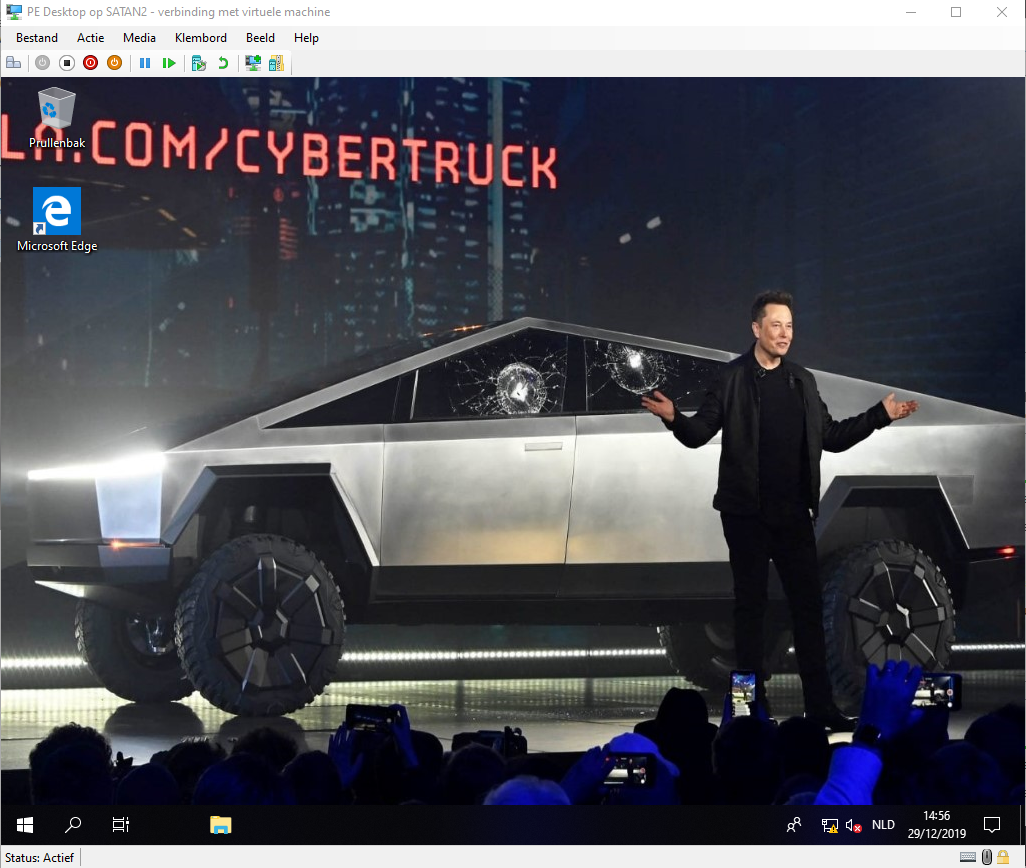 PE Desktop op SATAN2 - verbinding met virtuele machine
Bestand Actie Media Klembord Beeld Help
LA.COM/CYBERTRUCK
Prullenbak
Microsoft Edge
NLD
14:56
29/12/2019
Status: Actief